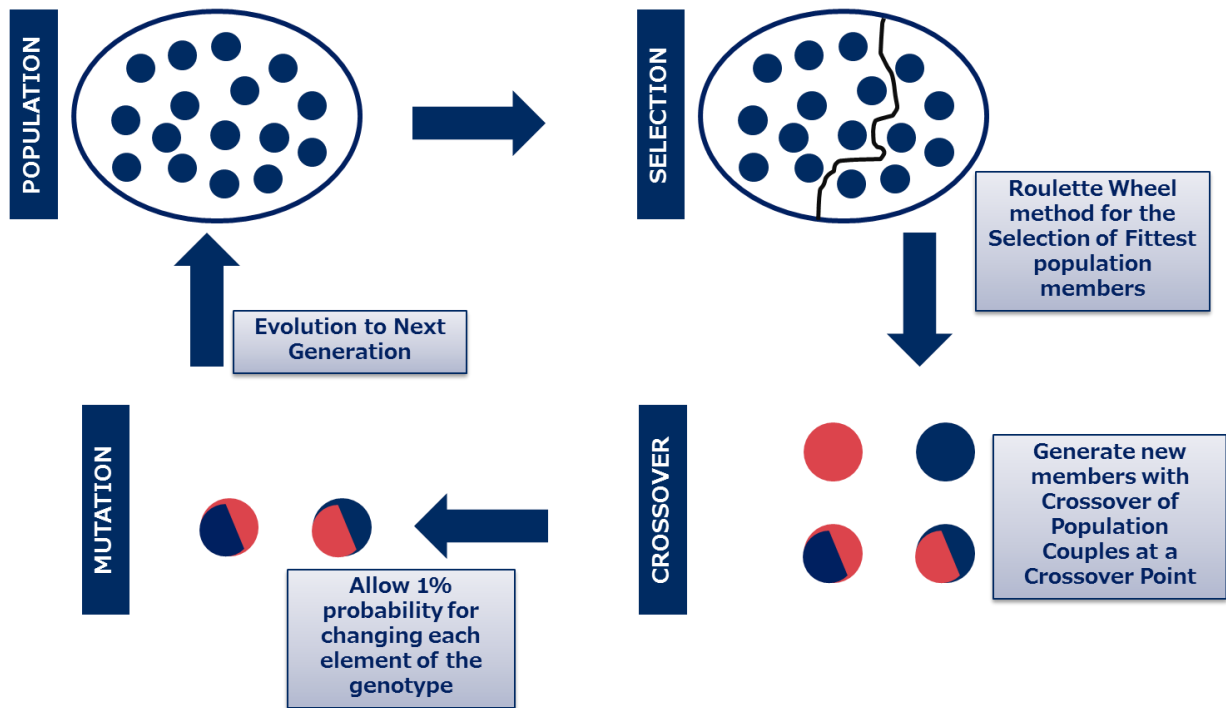 POPULATION
SELECTION
Roulette Wheel
method for the
Selection of Fittest
population
members
Evolution to Next
Generation
MUTATION
Allow 1%
probability for
changing each
element of the
genotype
CROSSOVER
Generate new
members with
Crossover of
Population
Couples at a
Crossover Point